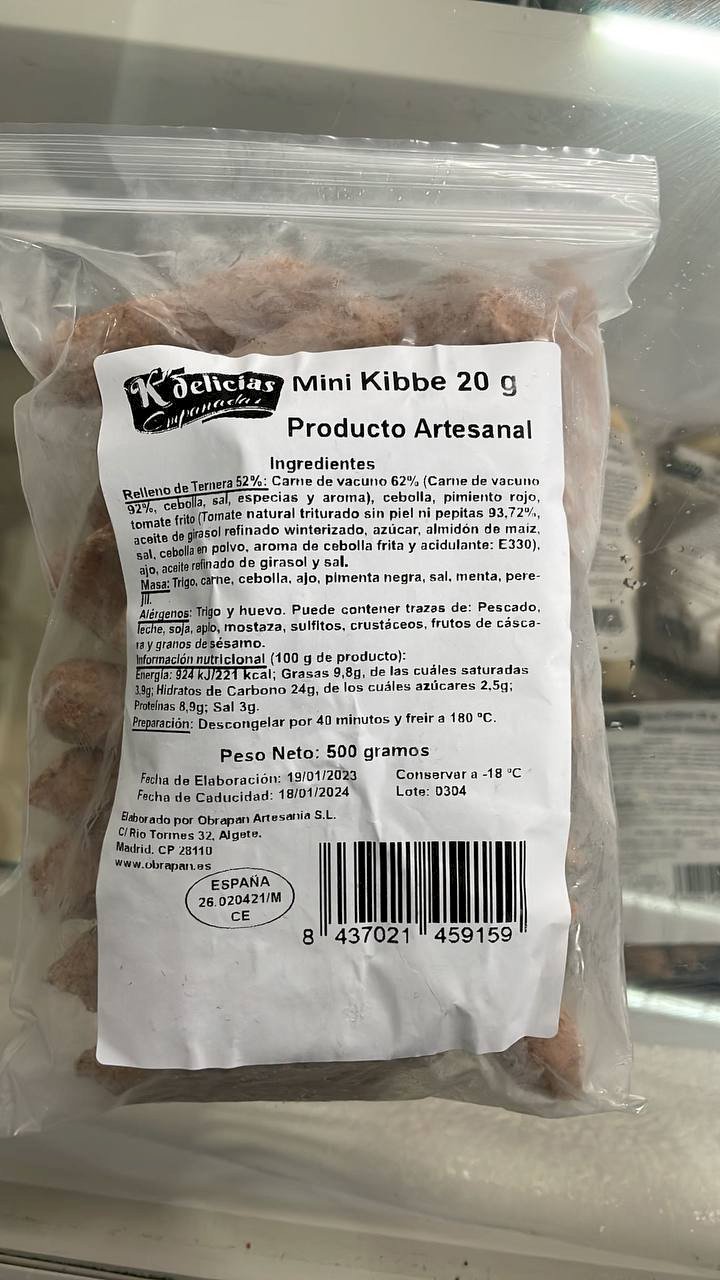 K delicias
Empanadas
Mini Kibbe 20 g
Producto Artesanal
Ingredientes
Relleno de Ternera 52%: Carne de vacuno 62% (Carne de vacuno
92%, cebolla, sal, especias y aroma), cebolla, pimiento rojo,
tomate frito (Tomate natural triturado sin piel ni pepitas 93,72%,
aceite de girasol refinado winterizado, azúcar, almidón de maíz,
sal, cebolla en polvo, aroma de cebolla frita y acidulante: E330),
ajo, aceite refinado de girasol y sal.
Masa: Trigo, carne, cebolla, ajo, pimenta negra, sal, menta, pere-
jil.
Alérgenos: Trigo y huevo. Puede contener trazas de: Pescado,
leche, soja, apio, mostaza, sulfitos, crustáceos, frutos de cásca-
ra y granos de sésamo.
Información nutricional (100 g de producto):
Energía: 924 kJ/221 kcal; Grasas 9,8g, de las cuáles saturadas
3,9g; Hidratos de Carbono 24g, de los cuáles azúcares 2,5g;
Proteínas 8,9g; Sal 3g.
Preparación: Descongelar por 40 minutos y freir a 180 ºC.
Peso Neto: 500 gramos
Fecha de Elaboración: 19/01/2023 Conservar a -18 ºC
Fecha de Caducidad: 18/01/2024 Lote: 0304
Elaborado por Obrapan Artesania S.L.
C/ Rio Tormes 32, Algete.
Madrid. CP 28110
www.obrapan.es
ESPAÑA
26.020421/M
CE
8 437021 459159